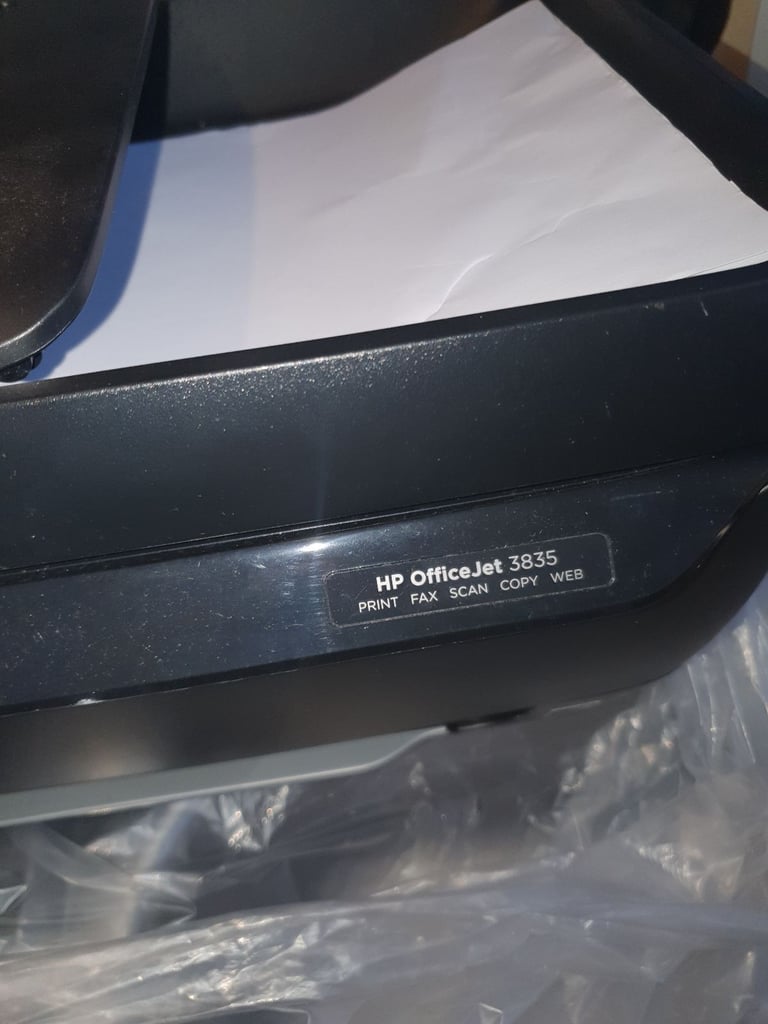 HP OfficeJet 3835
PRINT FAX SCAN COPY WEB